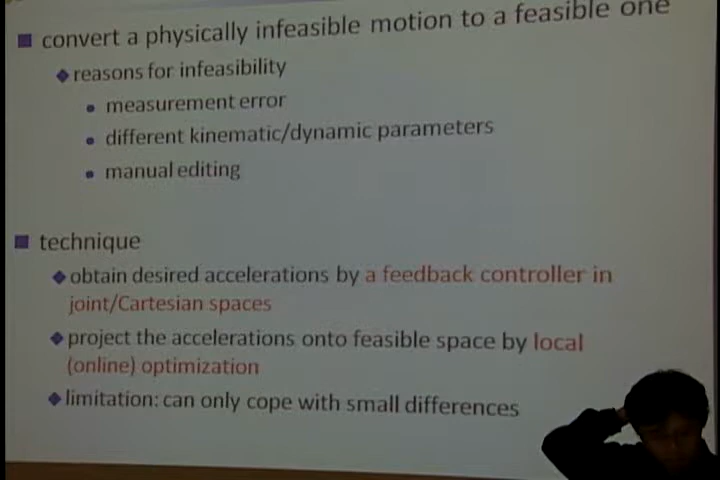 convert a physically infeasible motion to a feasible one
reasons for infeasibility
measurement error
different kinematic/dynamic parameters
manual editing
technique
obtain desired accelerations by a feedback controller in
joint/Cartesian spaces
project the accelerations onto feasible space by local
(online) optimization
limitation: can only cope with small differences